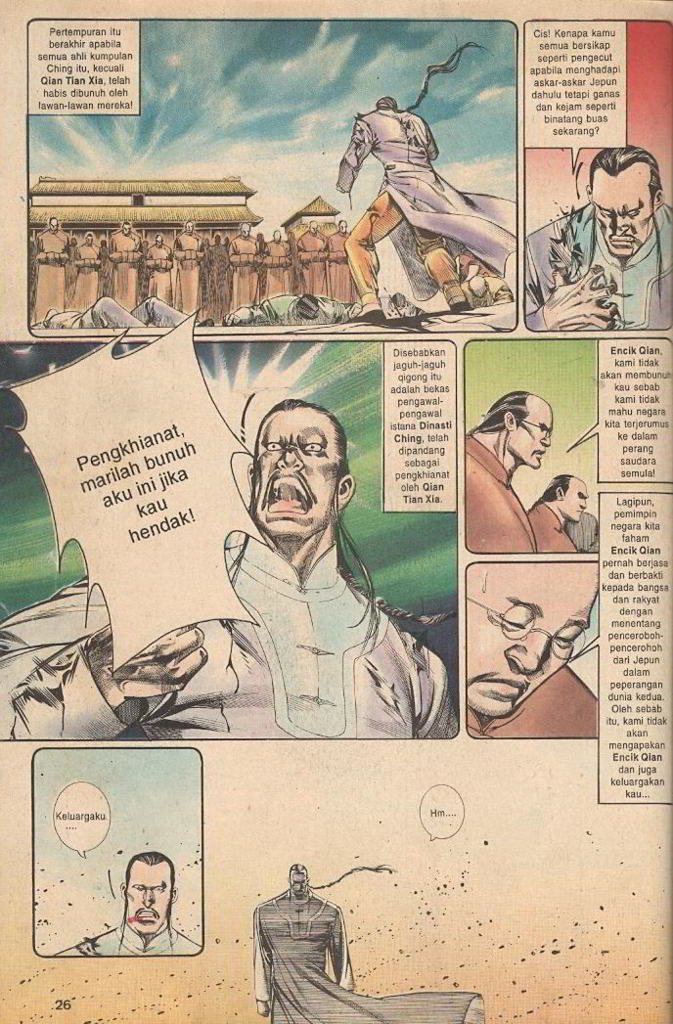 Pertempuran itu
berakhir apabila
semua ahli kumpulan
Ching itu, kecuali
Qian Tian Xia, telah
habis dibunuh oleh
lawan-lawan mereka!
Cis! Kenapa kamu
semua bersikap
seperti pengecut
apabila menghadapi
askar-askar Jepun
dahulu tetapi ganas
dan kejam seperti
binatang buas
sekarang?
Pengkhianat,
marilah bunuh
aku ini jika
kau
hendak!
Disebabkan
jaguh-jaguh
qigong itu
adalah bekas
pengawal-
pengawal
istana Dinasti
Ching, telah
dipandang
sebagai
pengkhianat
oleh Qian
Tian Xia.
Encik Qian,
kami tidak
akan membunuh
kau sebab
kami tidak
mahu negara
kita terjerumus
ke dalam
perang
saudara
semula!
Lagipun,
pemimpin
negara kita
faham
Encik Qian
pernah berjasa
dan berbakti
kepada bangsa
dan rakyat
dengan
menentang
penceroboh-
pencerohoh
dari Jepun
dalam
peperangan
dunia kedua.
Oleh sebab
itu, kami tidak
akan
mengapakan
Encik Qian
dan juga
keluargakan
kau...
Keluargaku.
....
Hm....
26